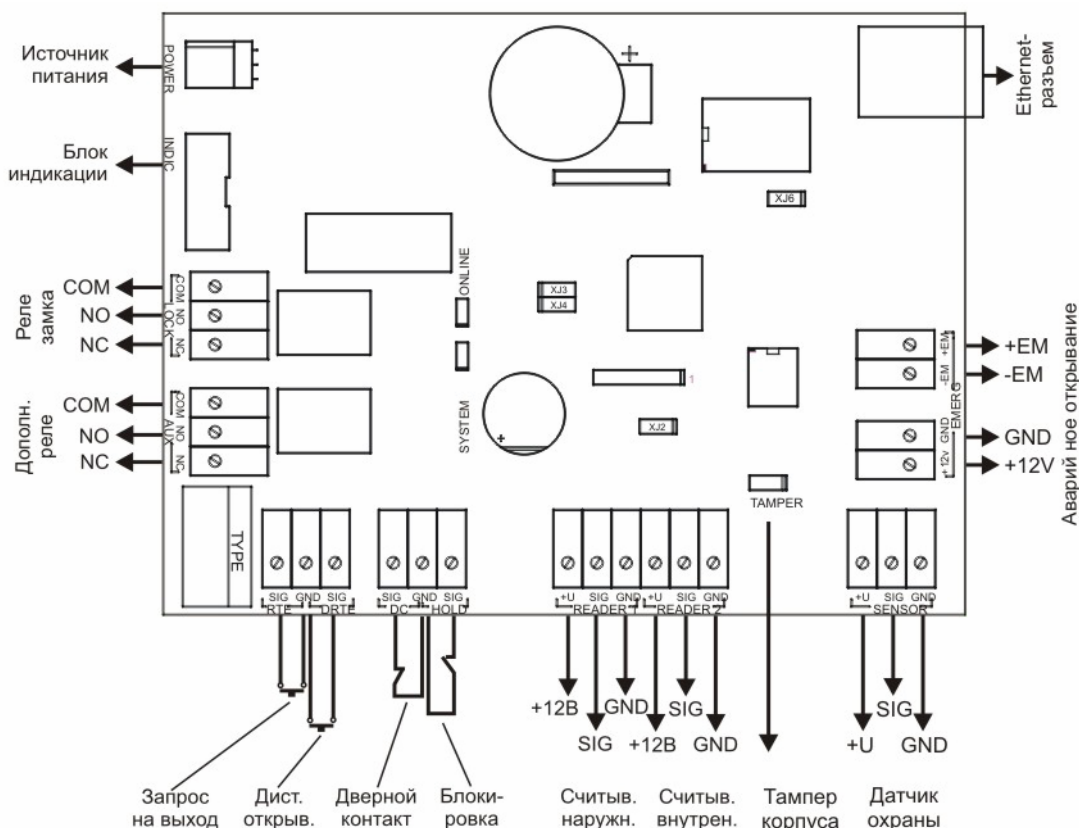 Источник
питания
POWER
Ethernet-
разъем
Блок
индикации
INDIC
XJ6
ONLINE
XJ3
XJ4
Реле
замка
COM
NO
NC
COM
NO
NC
LOCK
+EM
-EM
+EM
-EM
EMERG
GND
+12v
GND
+12V
Аварий ное открывание
1
Дополн.
реле
COM
NO
NC
COM
NO
NC
AUX
SYSTEM
XJ2
TAMPER
TYPE
SIG GND SIG
RTE DRTE
SIG GND SIG
DC HOLD
+U SIG GND +U SIG GND
READER 1 READER 2
+U SIG GND
SENSOR
+12В GND SIG
SIG +12В GND
SIG
+U GND
Запрос
на выход
Дист.
открыв.
Дверной
контакт
Блоки-
ровка
Считыв.
наружн.
Считыв.
внутрен.
Тампер
корпуса
Датчик
охраны